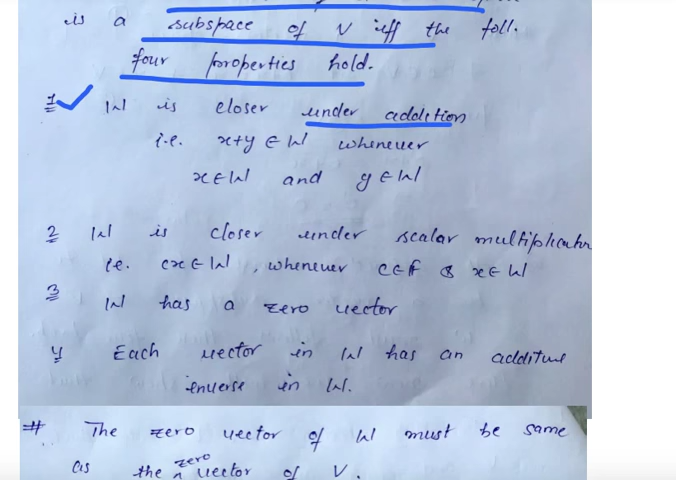 is a subspace of V iff the foll.
four properties hold.
1 W is closer under addition
i.e. x+y ∈ W whenever
x∈W and y ∈ W
2 W is closer under scalar multiplicatn
ie. cx ∈ W, whenever c∈F & x∈ W
3 W has a zero vector
4 Each vector in W has an additive
inverse in W.
# The zero vector of W must be same
as the zero vector of V.